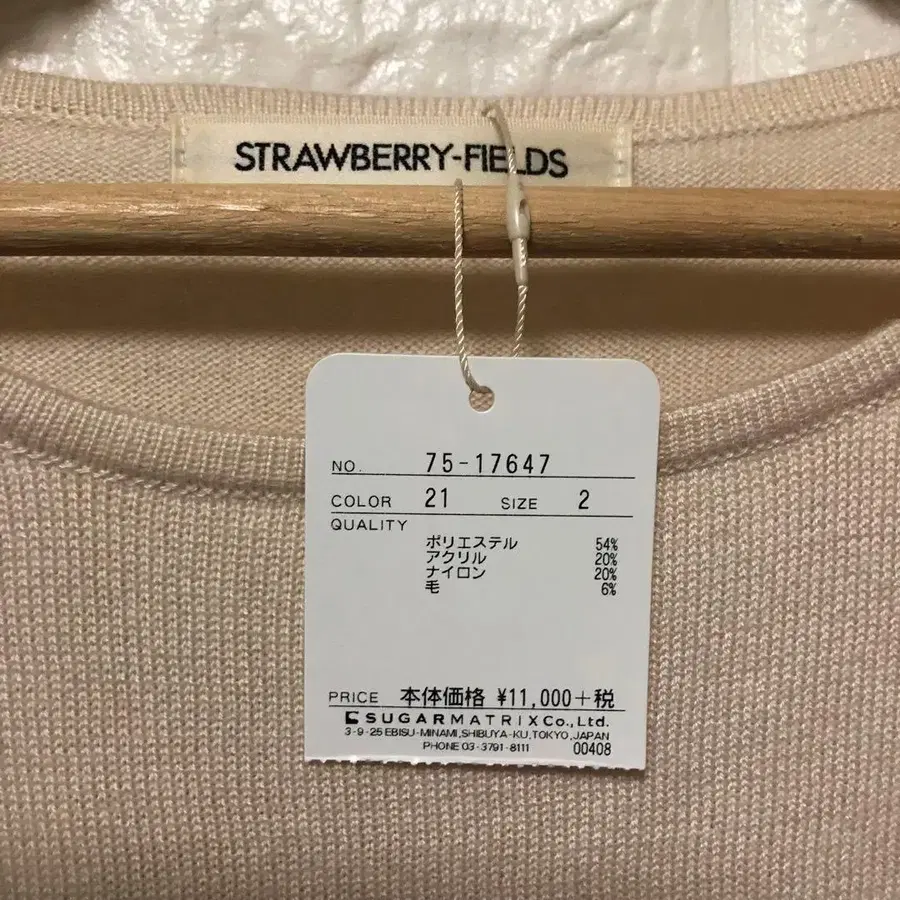 STRAWBERRY-FIELDS
NO. 75-17647
COLOR 21 SIZE 2
QUALITY
ポリエステル 54%
アクリル 20%
ナイロン 20%
毛 6%
PRICE 本体価格 ¥11,000+税
SUGARMATRIX Co., Ltd.
3-9-25 EBISU-MINAMI, SHIBUYA-KU, TOKYO, JAPAN
PHONE 03-3791-8111 00408